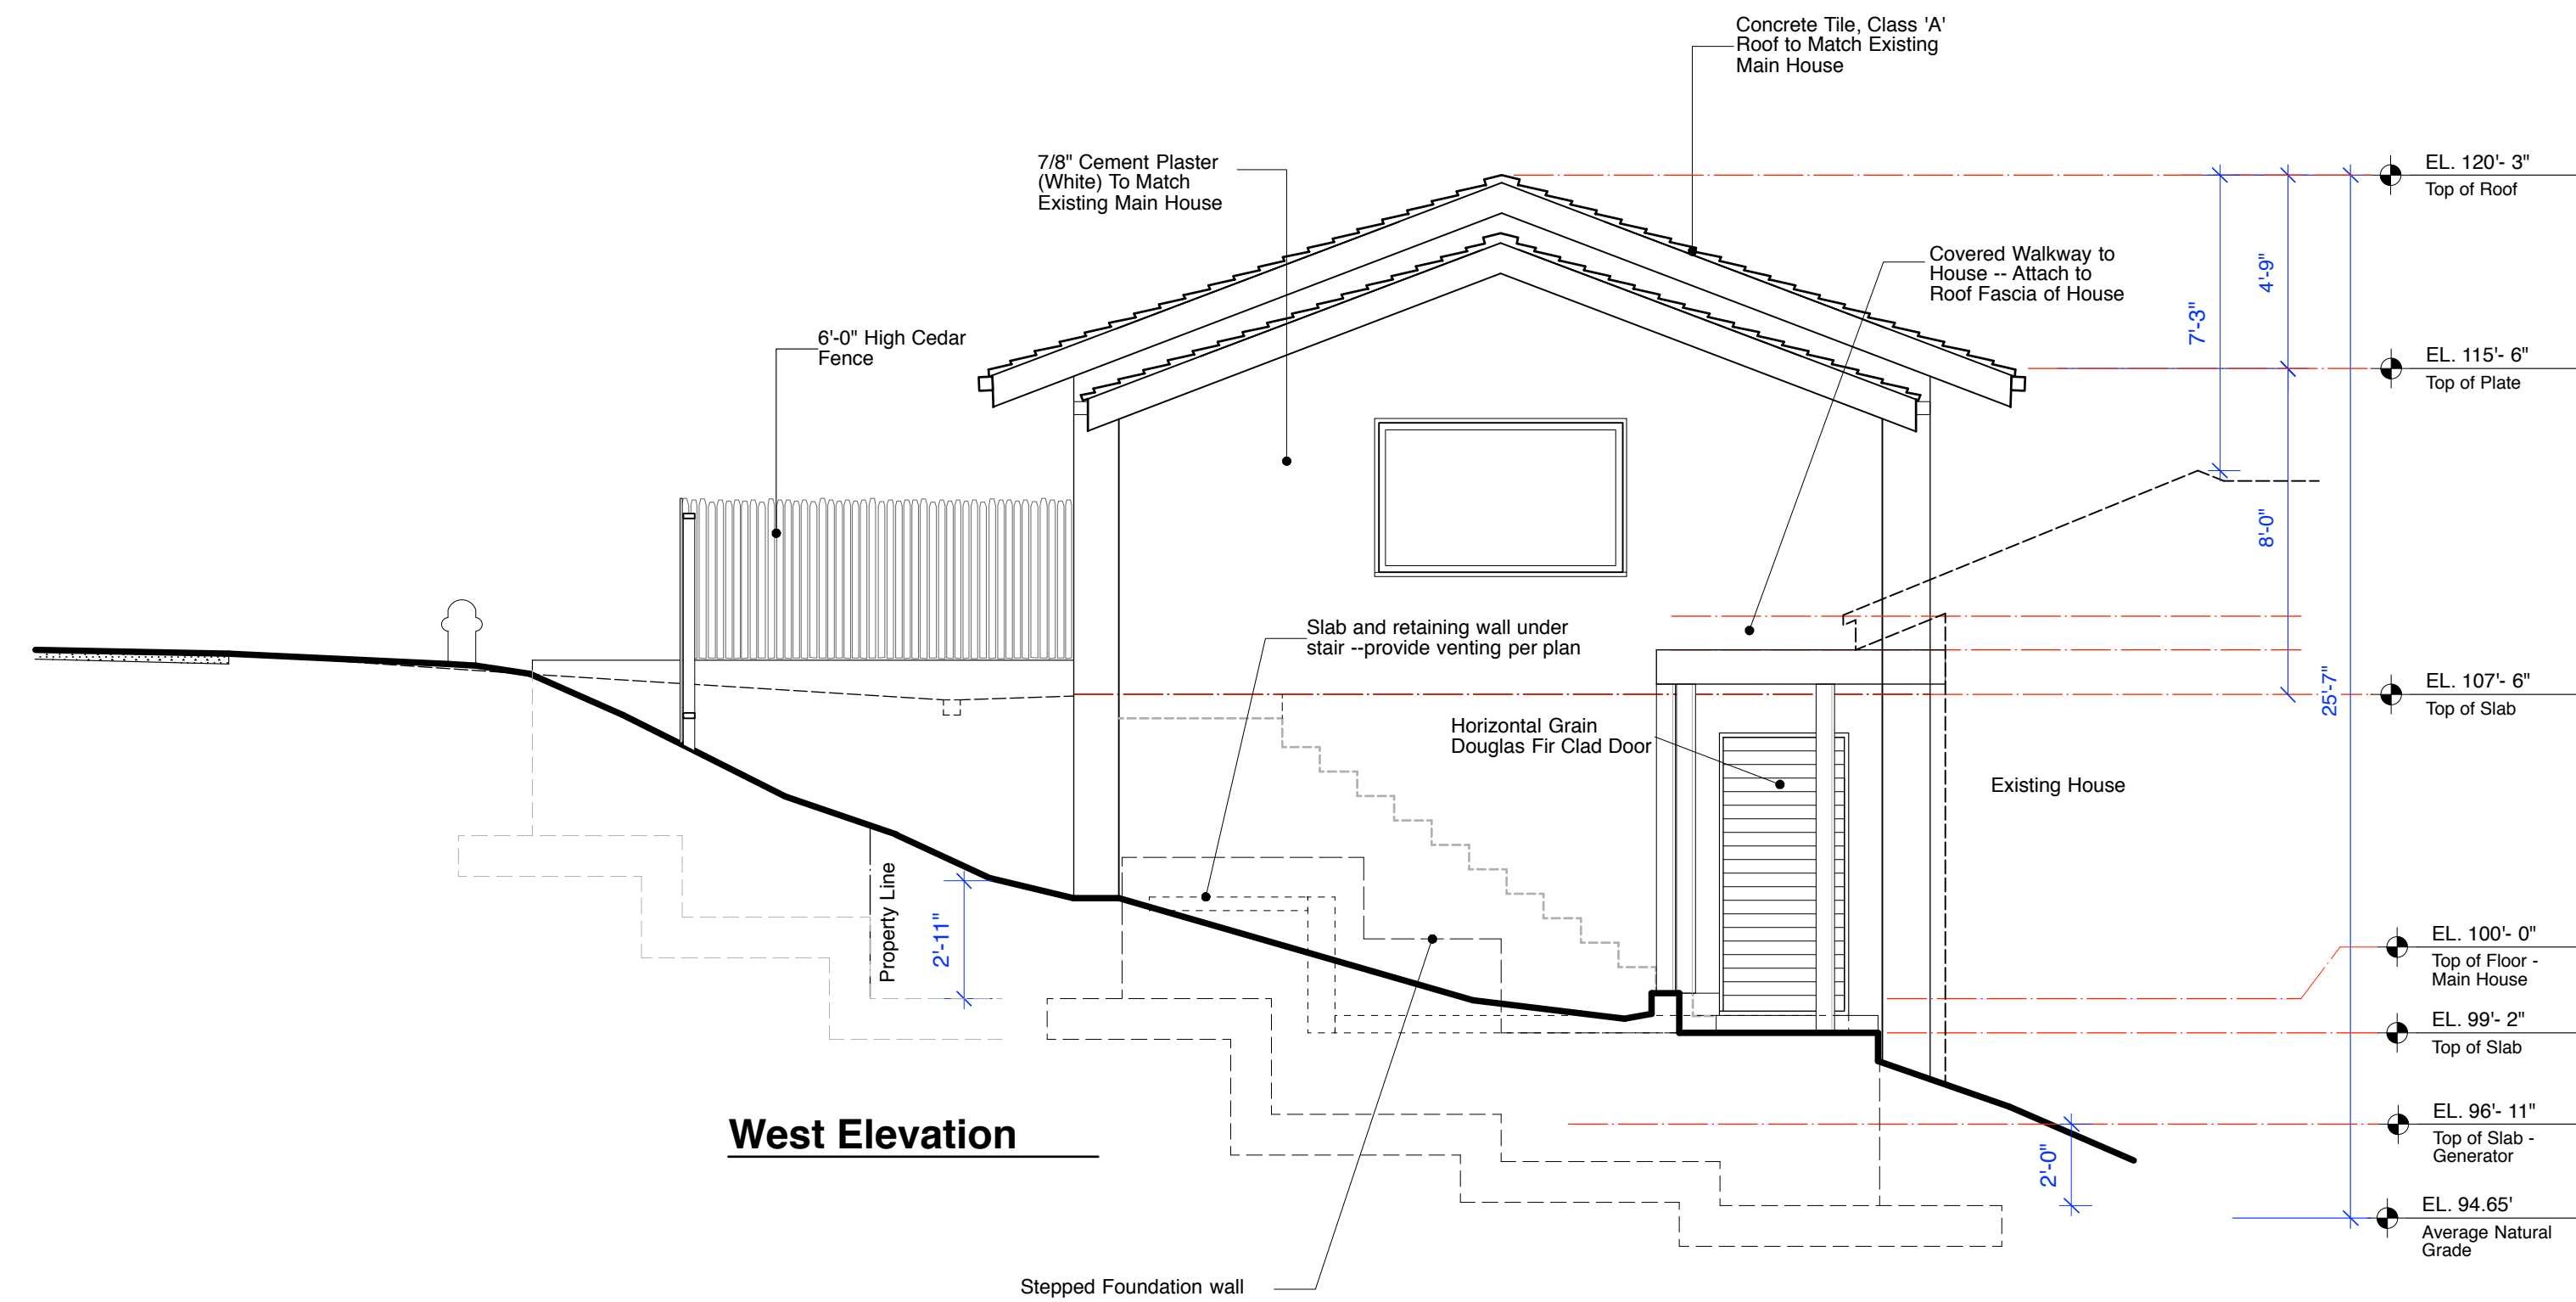 Concrete Tile, Class 'A'
Roof to Match Existing
Main House
7/8" Cement Plaster
(White) To Match
Existing Main House
EL. 120'- 3"
Top of Roof
Covered Walkway to
House -- Attach to
Roof Fascia of House
4'-9"
7'-3"
6'-0" High Cedar
Fence
EL. 115'- 6"
Top of Plate
8'-0"
Slab and retaining wall under
stair --provide venting per plan
25'-7"
EL. 107'- 6"
Top of Slab
Horizontal Grain
Douglas Fir Clad Door
Existing House
Property Line
2'-11"
EL. 100'- 0"
Top of Floor -
Main House
EL. 99'- 2"
Top of Slab
West Elevation
EL. 96'- 11"
Top of Slab -
Generator
2'-0"
EL. 94.65'
Average Natural
Grade
Stepped Foundation wall